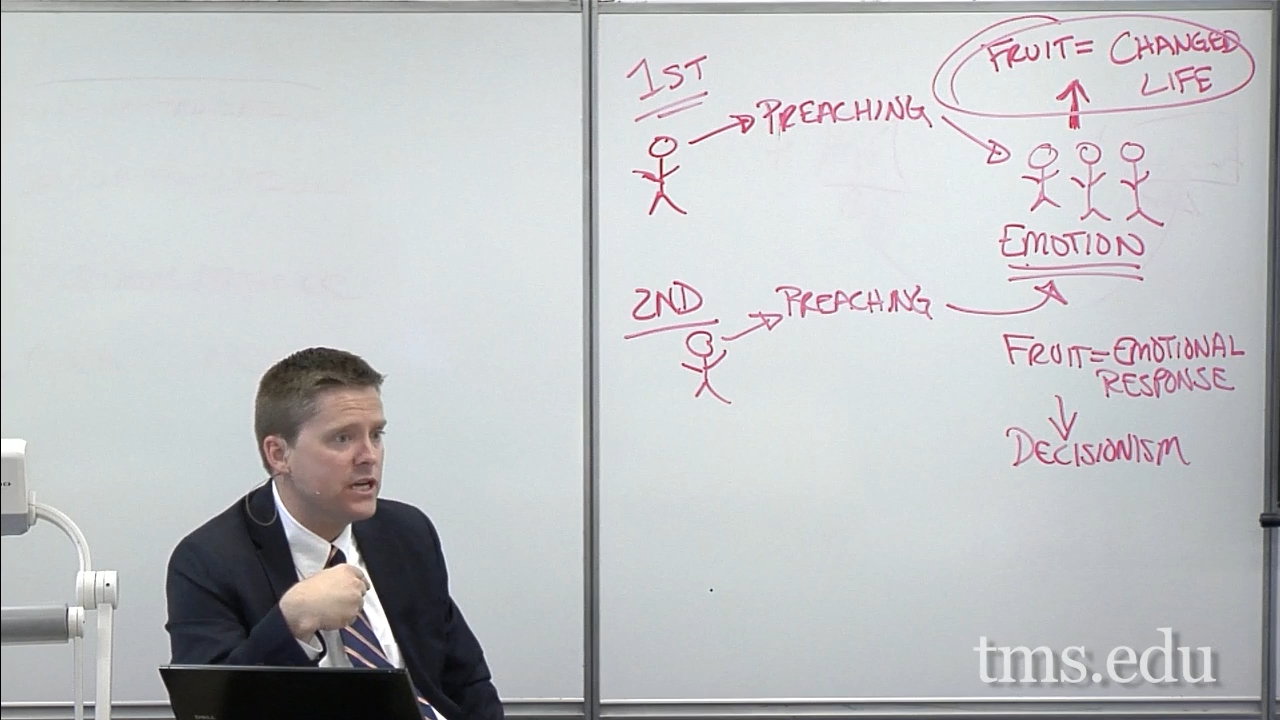 1ST
PREACHING
FRUIT = CHANGED
LIFE
EMOTION
2ND
PREACHING
FRUIT = EMOTIONAL
RESPONSE
DECISIONISM
tms.edu